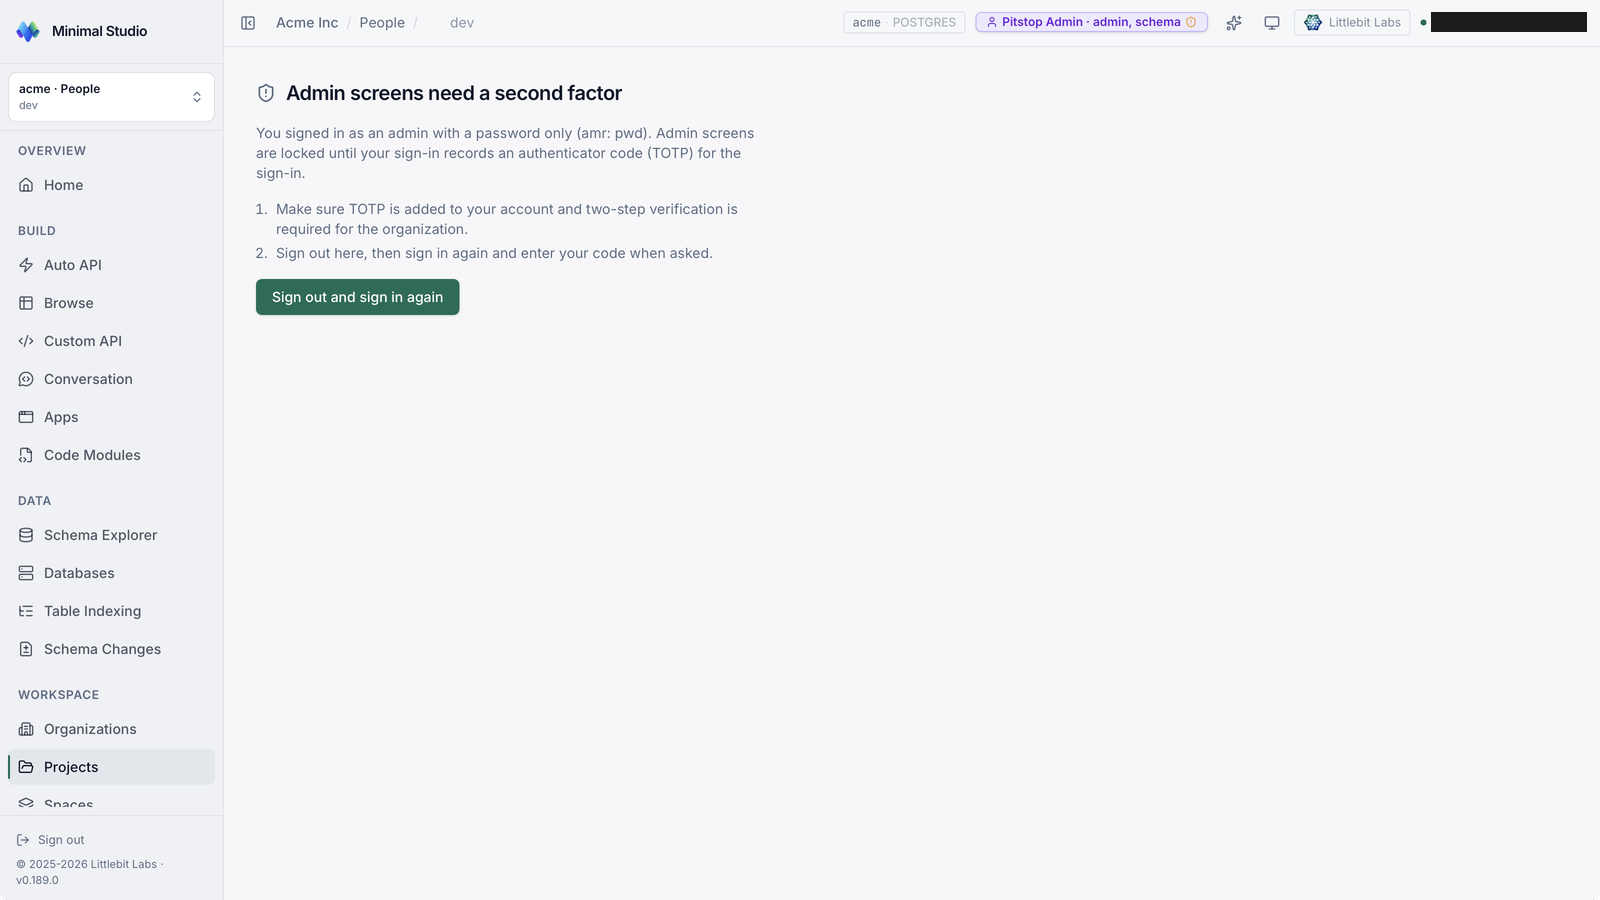 Minimal Studio
Acme Inc / People / dev
acme · POSTGRES
Pitstop Admin · admin, schema
Littlebit Labs
acme · People
dev
OVERVIEW
Home
BUILD
Auto API
Browse
Custom API
Conversation
Apps
Code Modules
DATA
Schema Explorer
Databases
Table Indexing
Schema Changes
WORKSPACE
Organizations
Projects
Spaces
Sign out
© 2025-2026 Littlebit Labs ·
v0.189.0
Admin screens need a second factor
You signed in as an admin with a password only (amr: pwd). Admin screens
are locked until your sign-in records an authenticator code (TOTP) for the
sign-in.
1. Make sure TOTP is added to your account and two-step verification is
required for the organization.
2. Sign out here, then sign in again and enter your code when asked.
Sign out and sign in again